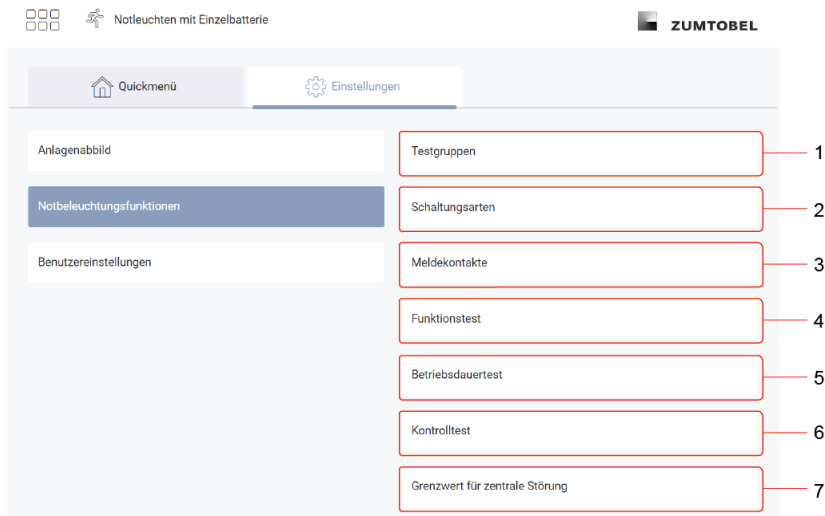 Notleuchten mit Einzelbatterie
ZUMTOBEL
Quickmenü
Einstellungen
Anlagenabbild
Testgruppen
1
Notbeleuchtungsfunktionen
Schaltungsarten
2
Benutzereinstellungen
Meldekontakte
3
Funktionstest
4
Betriebsdauertest
5
Kontrolltest
6
Grenzwert für zentrale Störung
7